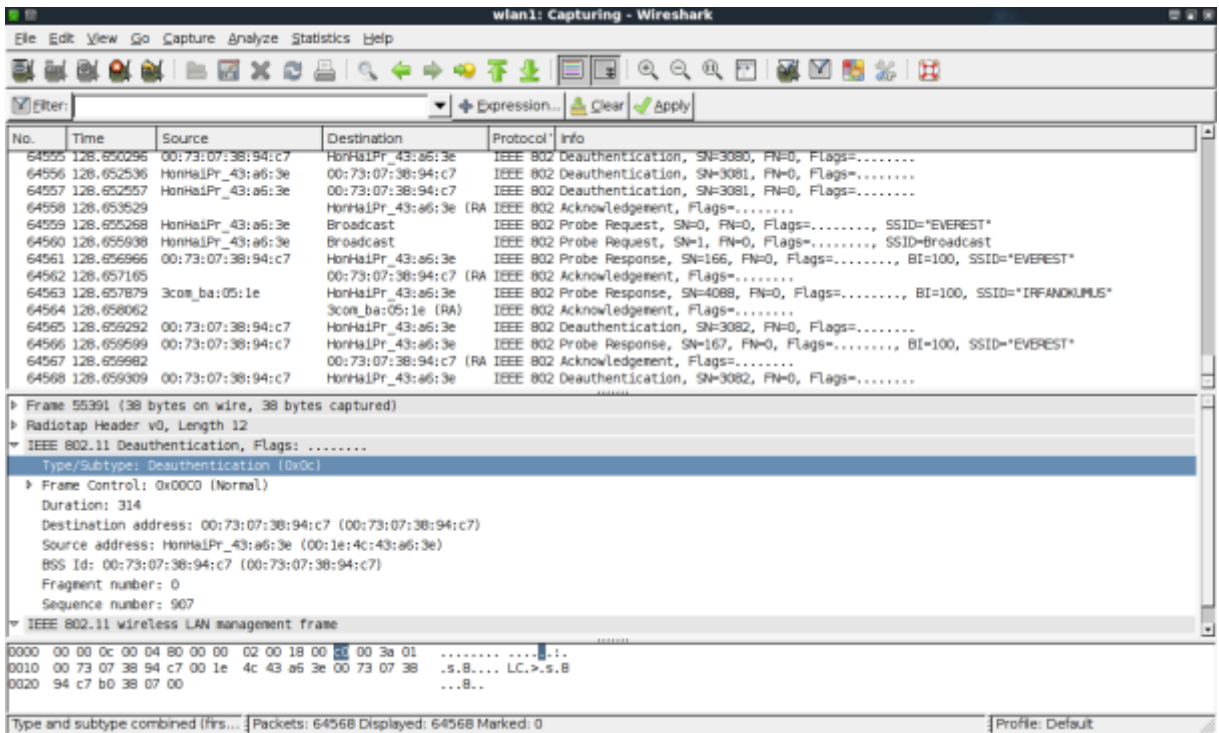 wlan1: Capturing - Wireshark
File Edit View Go Capture Analyze Statistics Help
Filter: Expression... Clear Apply
No. Time Source Destination Protocol Info
64555 128.650296 00:73:07:38:94:c7 HonHaiPr_43:a6:3e IEEE 802 Deauthentication, SN=3080, FN=0, Flags=........
64556 128.652536 HonHaiPr_43:a6:3e 00:73:07:38:94:c7 IEEE 802 Deauthentication, SN=3081, FN=0, Flags=........
64557 128.652557 HonHaiPr_43:a6:3e 00:73:07:38:94:c7 IEEE 802 Deauthentication, SN=3081, FN=0, Flags=........
64558 128.653529 HonHaiPr_43:a6:3e (RA IEEE 802 Acknowledgement, Flags=........
64559 128.655268 HonHaiPr_43:a6:3e Broadcast IEEE 802 Probe Request, SN=0, FN=0, Flags=........, SSID="EVEREST"
64560 128.655938 HonHaiPr_43:a6:3e Broadcast IEEE 802 Probe Request, SN=1, FN=0, Flags=........, SSID=Broadcast
64561 128.656966 00:73:07:38:94:c7 HonHaiPr_43:a6:3e IEEE 802 Probe Response, SN=166, FN=0, Flags=........, BI=100, SSID="EVEREST"
64562 128.657165 00:73:07:38:94:c7 (RA IEEE 802 Acknowledgement, Flags=........
64563 128.657879 3com_ba:05:1e HonHaiPr_43:a6:3e IEEE 802 Probe Response, SN=4088, FN=0, Flags=........, BI=100, SSID="IRFANDKUMUS"
64564 128.658062 3com_ba:05:1e (RA) IEEE 802 Acknowledgement, Flags=........
64565 128.659292 00:73:07:38:94:c7 HonHaiPr_43:a6:3e IEEE 802 Deauthentication, SN=3082, FN=0, Flags=........
64566 128.659599 00:73:07:38:94:c7 HonHaiPr_43:a6:3e IEEE 802 Probe Response, SN=167, FN=0, Flags=........, BI=100, SSID="EVEREST"
64567 128.659982 00:73:07:38:94:c7 (RA IEEE 802 Acknowledgement, Flags=........
64568 128.659309 00:73:07:38:94:c7 HonHaiPr_43:a6:3e IEEE 802 Deauthentication, SN=3082, FN=0, Flags=........
Frame 55391 (38 bytes on wire, 38 bytes captured)
Radiotap Header v0, Length 12
IEEE 802.11 Deauthentication, Flags: ........
Type/Subtype: Deauthentication (0x0c)
Frame Control: 0x00C0 (Normal)
Duration: 314
Destination address: 00:73:07:38:94:c7 (00:73:07:38:94:c7)
Source address: HonHaiPr_43:a6:3e (00:1e:4c:43:a6:3e)
BSS Id: 00:73:07:38:94:c7 (00:73:07:38:94:c7)
Fragment number: 0
Sequence number: 907
IEEE 802.11 wireless LAN management frame
0000 00 00 0c 00 04 80 00 00 02 00 18 00 c0 00 3a 01 ........ ......:.
0010 00 73 07 38 94 c7 00 1e 4c 43 a6 3e 00 73 07 38 .s.8.... LC.>.s.8
0020 94 c7 b0 38 07 00 ...8..
Type and subtype combined (firs... Packets: 64568 Displayed: 64568 Marked: 0 Profile: Default